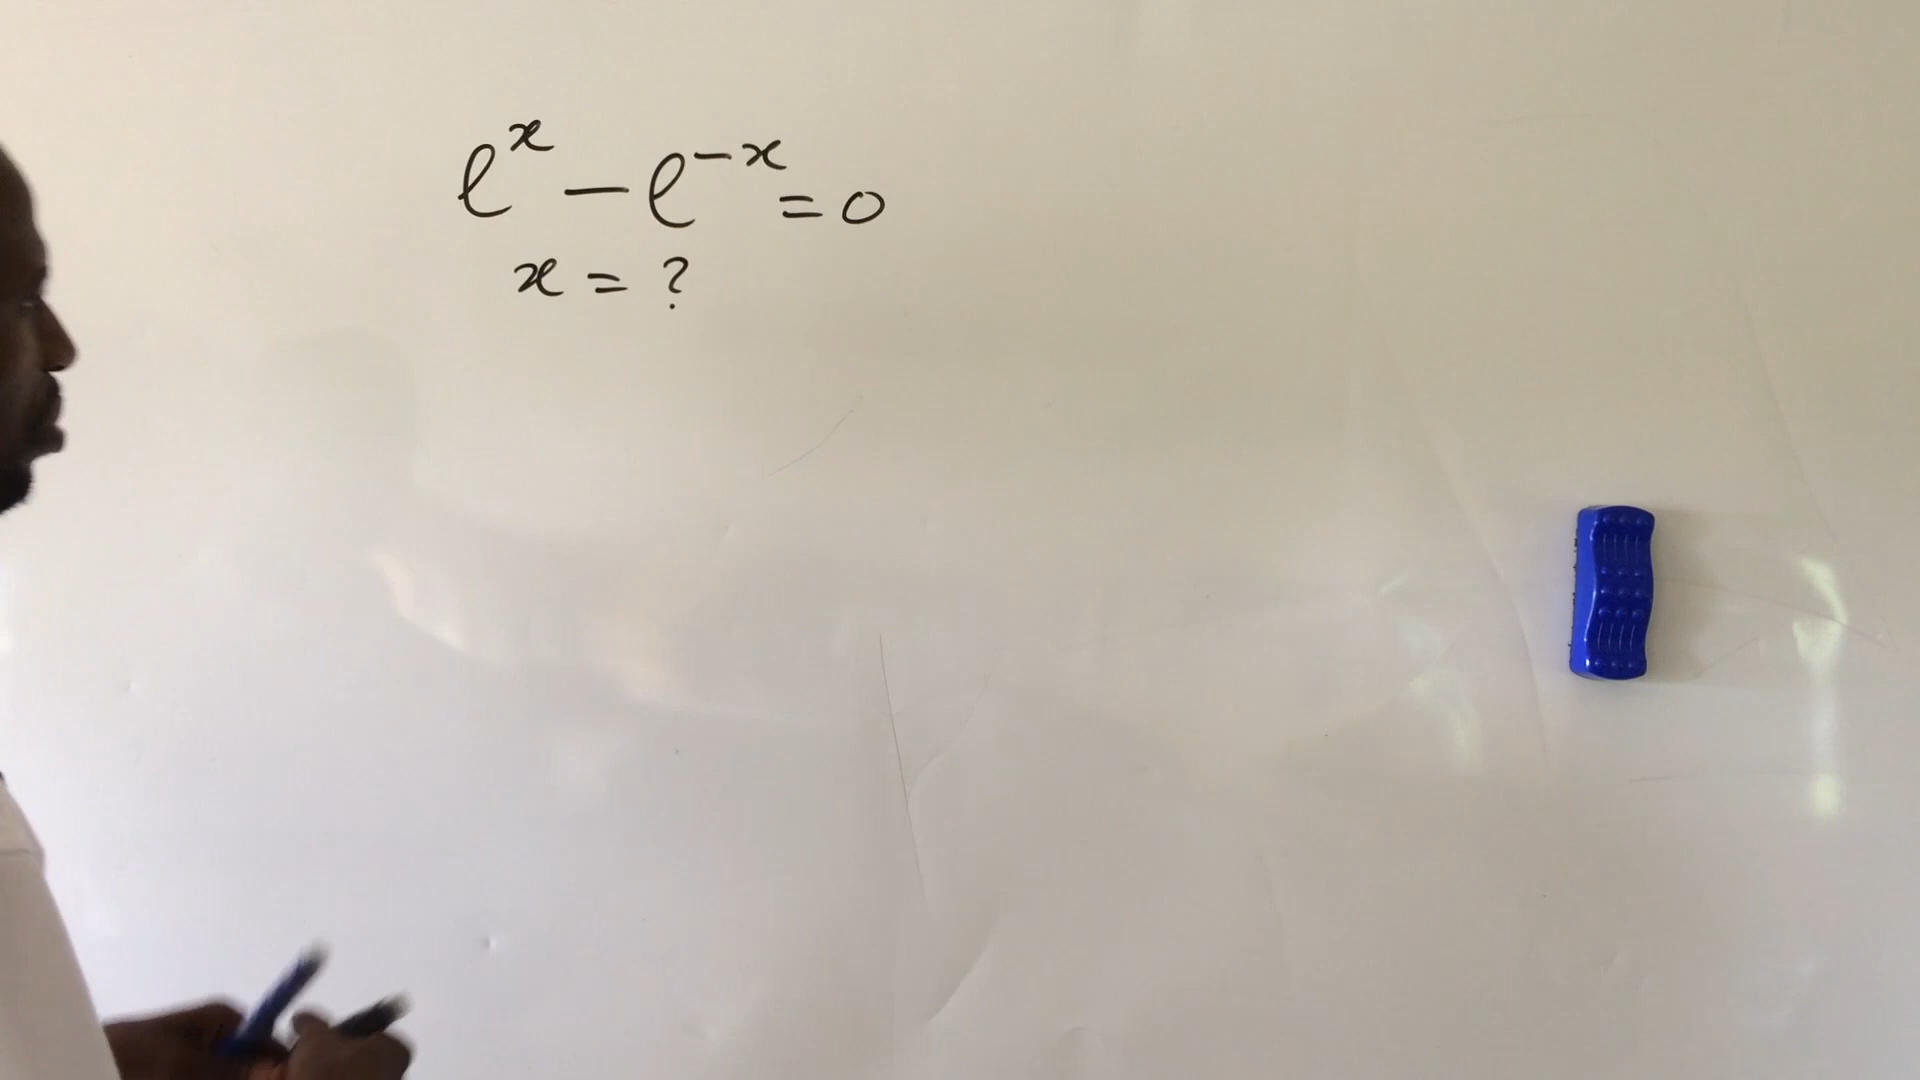 e^x - e^{-x} = 0
x = ?